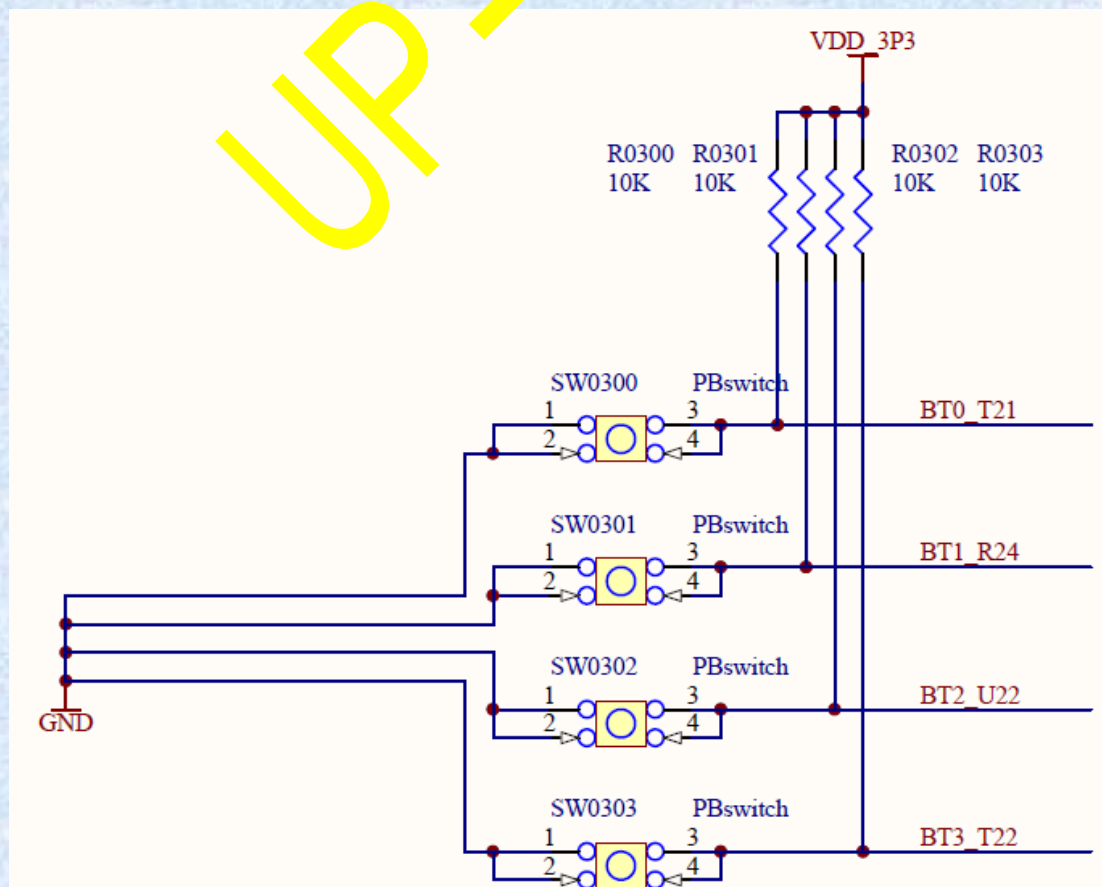 UP-
VDD_3P3
R0300 R0301 R0302 R0303
10K 10K 10K 10K
SW0300 PBswitch
1 3 BT0_T21
2 4
SW0301 PBswitch
1 3 BT1_R24
2 4
SW0302 PBswitch
1 3 BT2_U22
2 4
GND
SW0303 PBswitch
1 3 BT3_T22
2 4